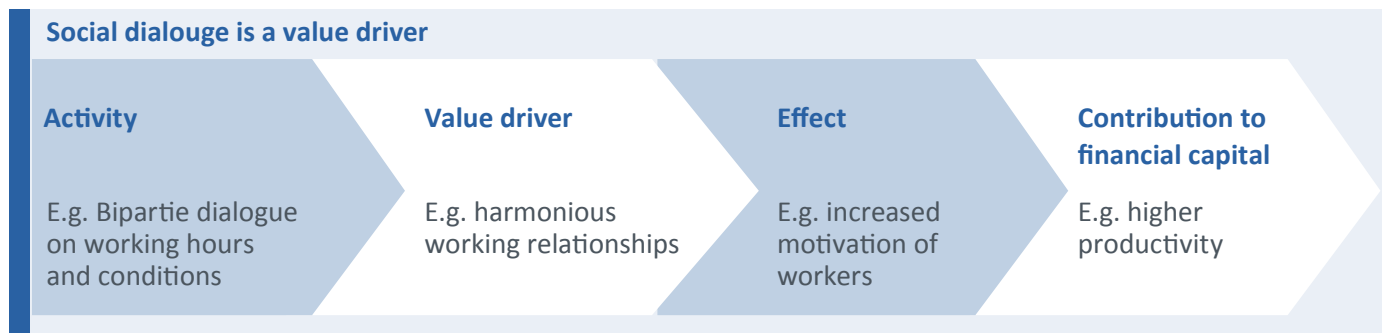 Social dialouge is a value driver
Activity
E.g. Bipartie dialogue
on working hours
and conditions
Value driver
E.g. harmonious
working relationships
Effect
E.g. increased
motivation of
workers
Contribution to
financial capital
E.g. higher
productivity